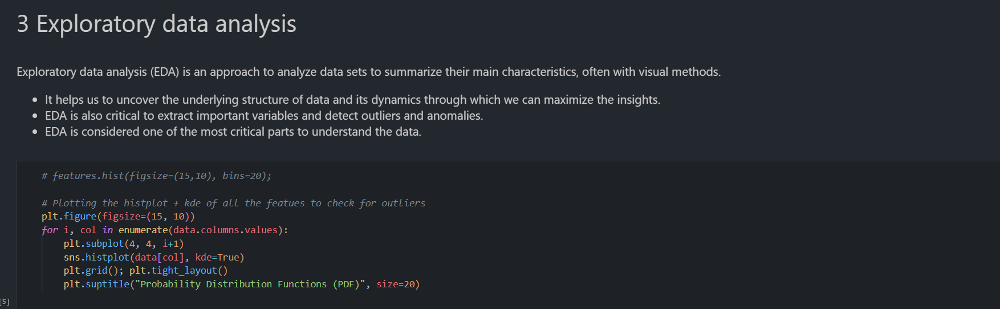 3 Exploratory data analysis
Exploratory data analysis (EDA) is an approach to analyze data sets to summarize their main characteristics, often with visual methods.
• It helps us to uncover the underlying structure of data and its dynamics through which we can maximize the insights.
• EDA is also critical to extract important variables and detect outliers and anomalies.
• EDA is considered one of the most critical parts to understand the data.
# features.hist(figsize=(15,10), bins=20);
# Plotting the histplot + kde of all the featues to check for outliers
plt.figure(figsize=(15, 10))
for i, col in enumerate(data.columns.values):
    plt.subplot(4, 4, i+1)
    sns.histplot(data[col], kde=True)
    plt.grid(); plt.tight_layout()
    plt.suptitle("Probability Distribution Functions (PDF)", size=20)
[5]